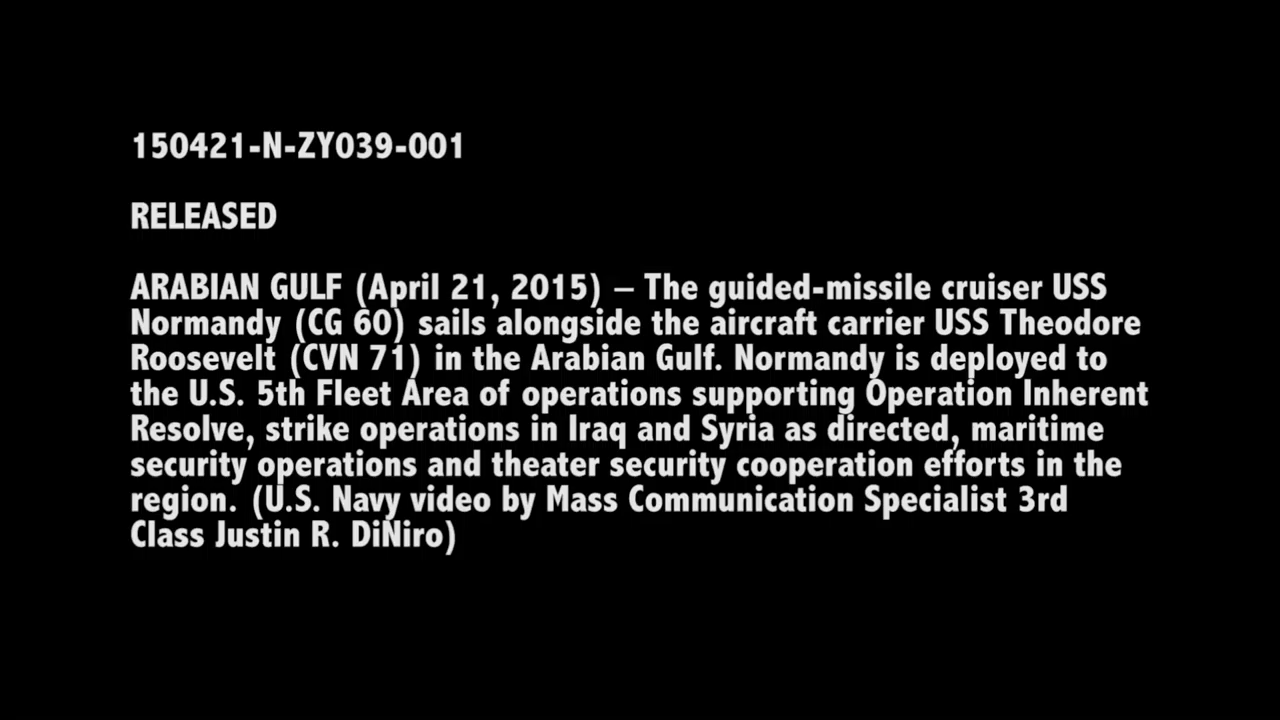 150421-N-ZY039-001
RELEASED
ARABIAN GULF (April 21, 2015) – The guided-missile cruiser USS
Normandy (CG 60) sails alongside the aircraft carrier USS Theodore
Roosevelt (CVN 71) in the Arabian Gulf. Normandy is deployed to
the U.S. 5th Fleet Area of operations supporting Operation Inherent
Resolve, strike operations in Iraq and Syria as directed, maritime
security operations and theater security cooperation efforts in the
region. (U.S. Navy video by Mass Communication Specialist 3rd
Class Justin R. DiNiro)